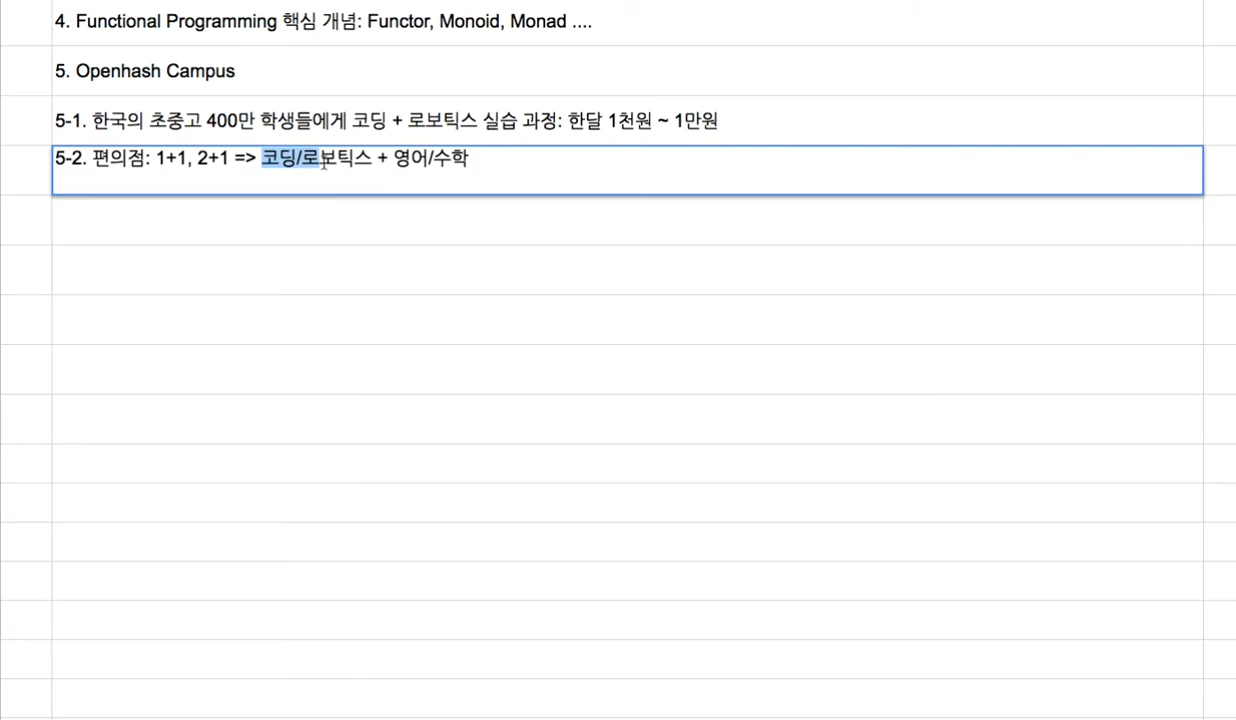 4. Functional Programming 핵심 개념: Functor, Monoid, Monad ....
5. Openhash Campus
5-1. 한국의 초중고 400만 학생들에게 코딩 + 로보틱스 실습 과정: 한달 1천원 ~ 1만원
5-2. 편의점: 1+1, 2+1 => 코딩/로보틱스 + 영어/수학